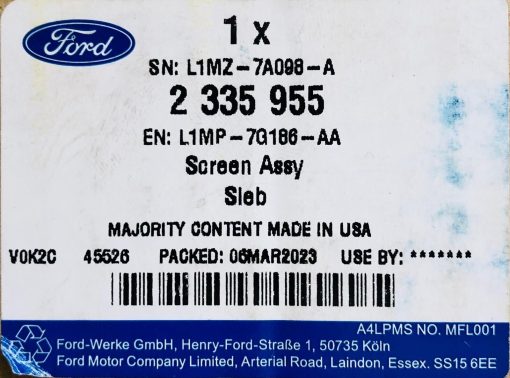 Ford
1 x
SN: L1MZ-7A098-A
2 335 955
EN: L1MP-7G186-AA
Screen Assy
Sieb
MAJORITY CONTENT MADE IN USA
V0K2C 45526 PACKED: 06MAR2023 USE BY: *******
A4LPMS NO. MFL001
Ford-Werke GmbH, Henry-Ford-Straße 1, 50735 Köln
Ford Motor Company Limited, Arterial Road, Laindon, Essex. SS15 6EE